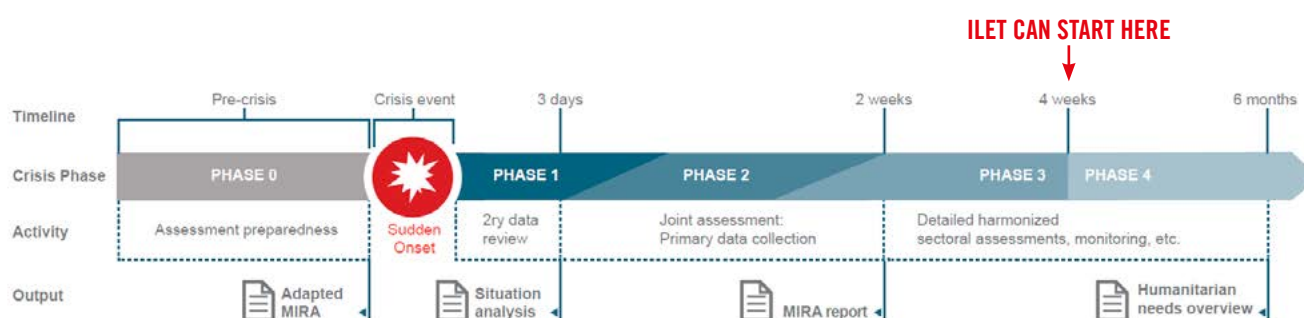 ILET CAN START HERE
Timeline
Pre-crisis
Crisis event
3 days
2 weeks
4 weeks
6 months
Crisis Phase
PHASE 0
PHASE 1
PHASE 2
PHASE 3
PHASE 4
Activity
Assessment preparedness
Sudden
Onset
2ry data
review
Joint assessment:
Primary data collection
Detailed harmonized
sectoral assessments, monitoring, etc.
Output
Adapted
MIRA
Situation
analysis
MIRA report
Humanitarian
needs overview